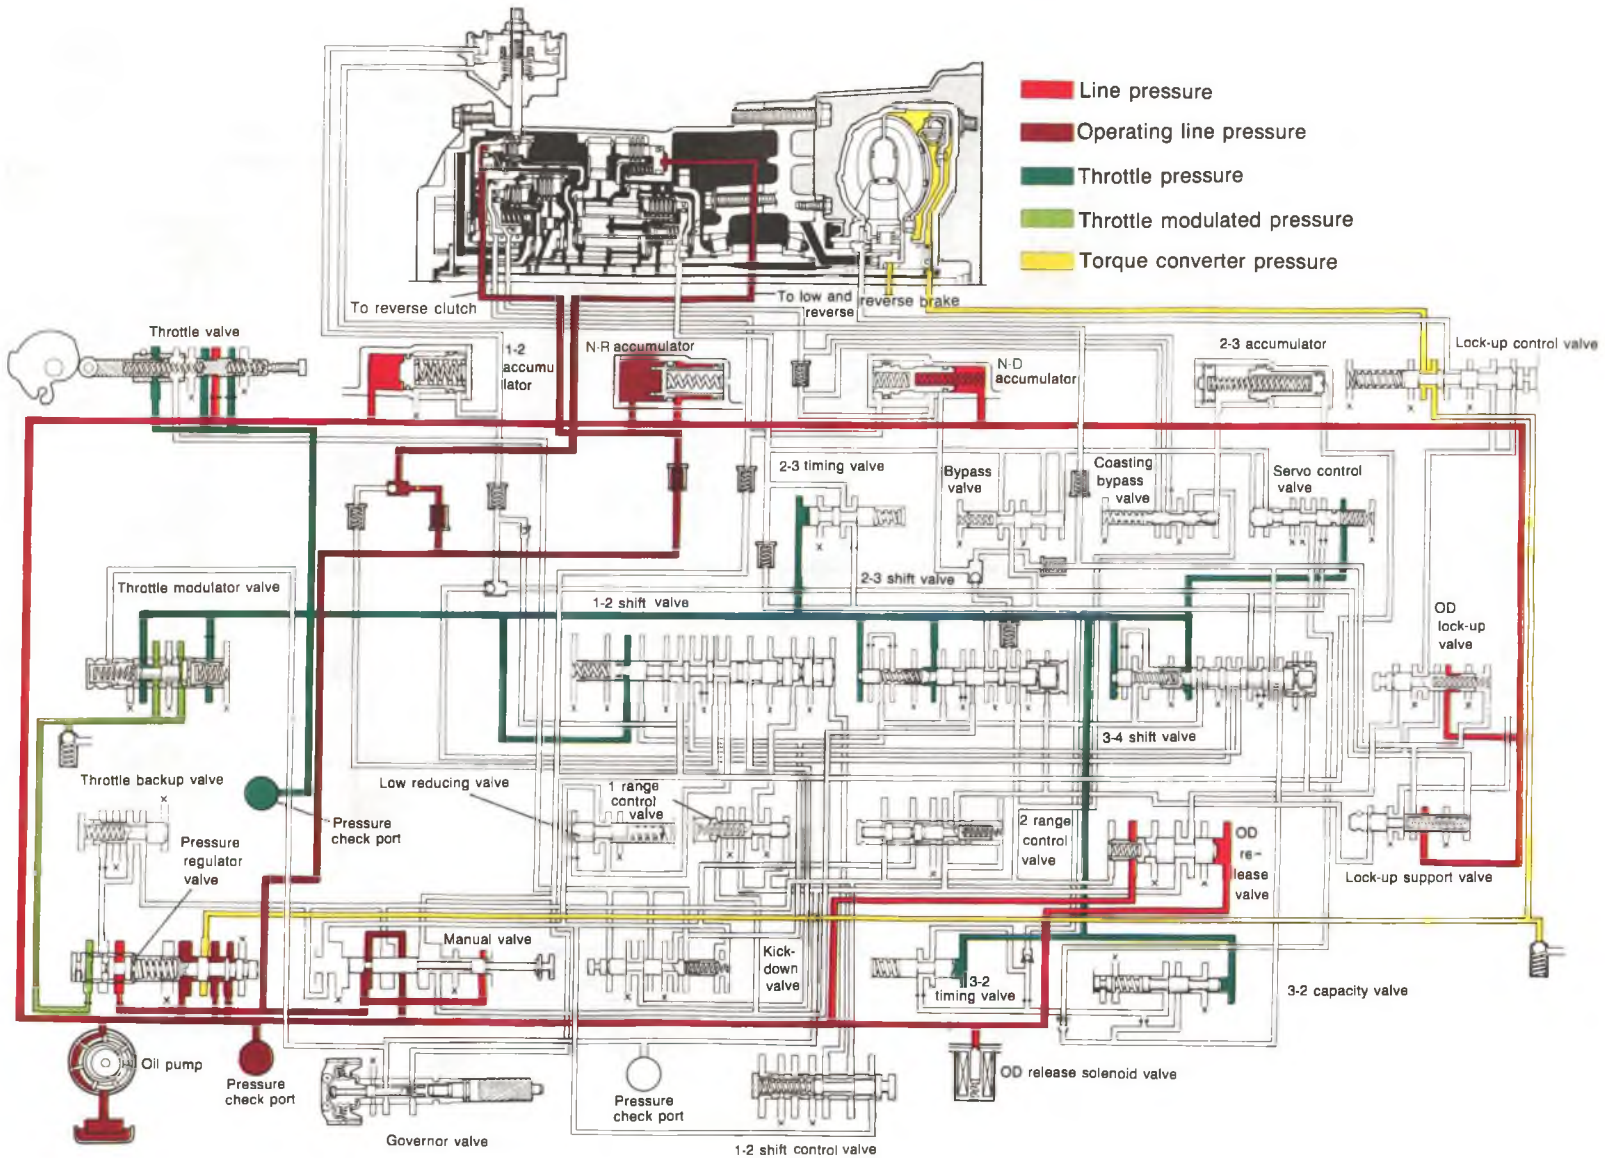 Line pressure
Operating line pressure
Throttle pressure
Throttle modulated pressure
Torque converter pressure
To reverse clutch
To low and reverse brake
reverse
Throttle valve
1-2
accumu
lator
N-R accumulator
N-D
accumulator
2-3 accumulator
Lock-up control valve
2-3 timing valve
Bypass
valve
Coasting
bypass
valve
Servo control
valve
Throttle modulator valve
1-2 shift valve
2-3 shift valve
OD
lock-up
valve
3-4 shift valve
Throttle backup valve
Low reducing valve
1 range
control
valve
Pressure
check port
Pressure
regulator
valve
2 range
control
valve
OD
re-
lease
valve
Lock-up support valve
Manual valve
Kick-
down
valve
3-2
timing valve
3-2 capacity valve
Oil pump
Pressure
check port
Governor valve
Pressure
check port
1-2 shift control valve
OD release solenoid valve